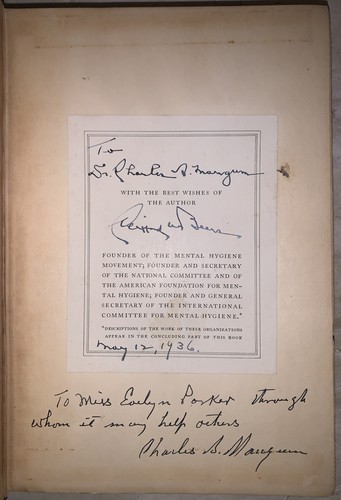 To
Dr. Charles S. Mangum
WITH THE BEST WISHES OF
THE AUTHOR
Clifford W. Beers
FOUNDER OF THE MENTAL HYGIENE
MOVEMENT; FOUNDER AND SECRETARY
OF THE NATIONAL COMMITTEE AND OF
THE AMERICAN FOUNDATION FOR MEN-
TAL HYGIENE; FOUNDER AND GENERAL
SECRETARY OF THE INTERNATIONAL
COMMITTEE FOR MENTAL HYGIENE.*
*DESCRIPTIONS OF THE WORK OF THESE ORGANIZATIONS
APPEAR IN THE CONCLUDING PART OF THIS BOOK
May 12, 1936.
To Miss Evelyn Parker through
whom it may help others
Charles S. Mangum